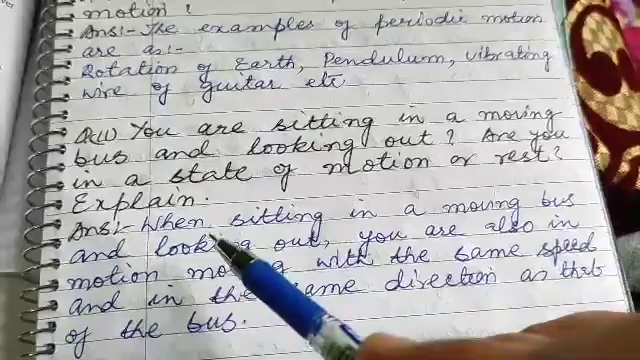 motion?
Ans:- The examples of periodic motion
are as:-
Rotation of Earth, Pendulum, vibrating
wire of guitar etc
You are sitting in a moving
bus and looking out? Are you
in a state of motion or rest?
Explain.
Ans:- When sitting in a moving bus
and looking out, you are also in
motion with the same speed
and in the same direction as that
of the bus.